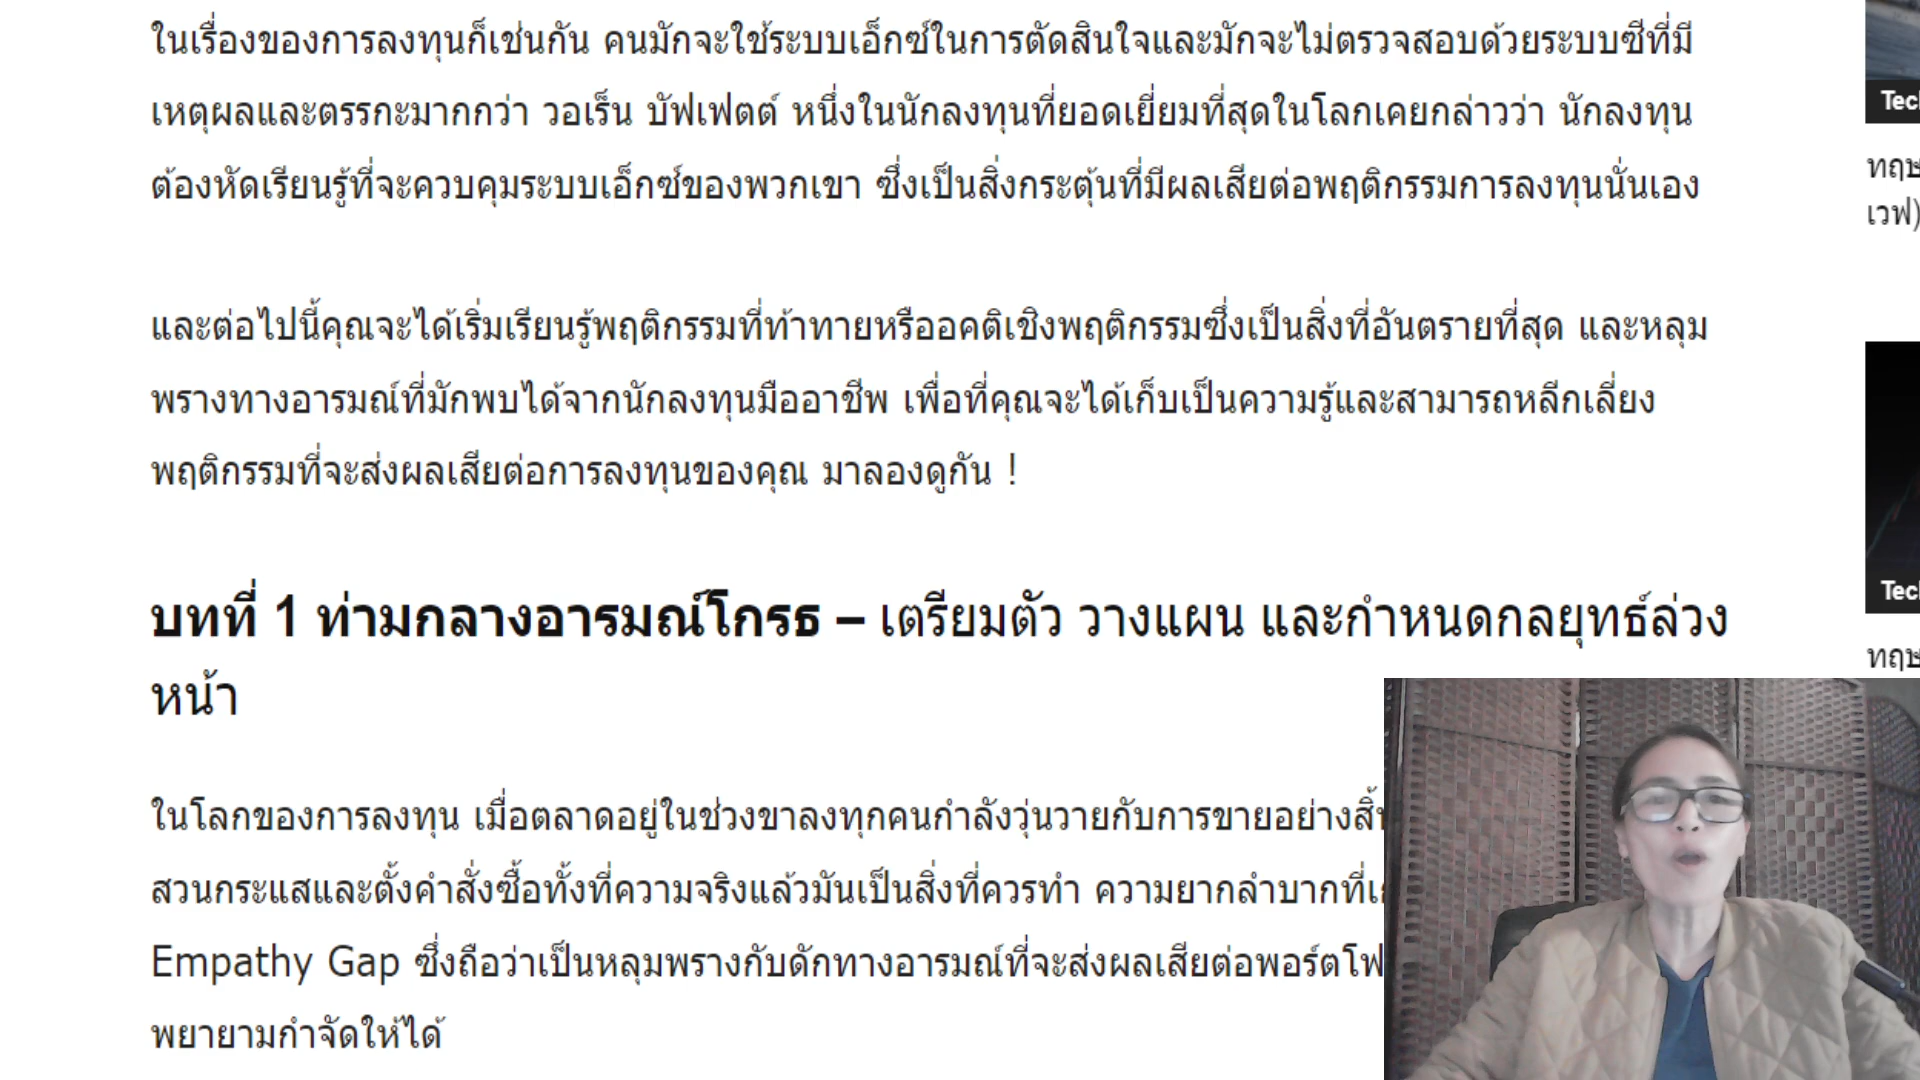 ในเรื่องของการลงทุนก็เช่นกัน คนมักจะใช้ระบบเอ็กซ์ในการตัดสินใจและมักจะไม่ตรวจสอบด้วยระบบซีที่มี
เหตุผลและตรรกะมากกว่า วอเร็น บัฟเฟตต์ หนึ่งในนักลงทุนที่ยอดเยี่ยมที่สุดในโลกเคยกล่าวว่า นักลงทุน
ต้องหัดเรียนรู้ที่จะควบคุมระบบเอ็กซ์ของพวกเขา ซึ่งเป็นสิ่งกระตุ้นที่มีผลเสียต่อพฤติกรรมการลงทุนนั่นเอง
และต่อไปนี้คุณจะได้เริ่มเรียนรู้พฤติกรรมที่ท้าทายหรืออคติเชิงพฤติกรรมซึ่งเป็นสิ่งที่อันตรายที่สุด และหลุม
พรางทางอารมณ์ที่มักพบได้จากนักลงทุนมืออาชีพ เพื่อที่คุณจะได้เก็บเป็นความรู้และสามารถหลีกเลี่ยง
พฤติกรรมที่จะส่งผลเสียต่อการลงทุนของคุณ มาลองดูกัน !
บทที่ 1 ท่ามกลางอารมณ์โกรธ – เตรียมตัว วางแผน และกำหนดกลยุทธ์ล่วง
หน้า
ในโลกของการลงทุน เมื่อตลาดอยู่ในช่วงขาลงทุกคนกำลังวุ่นวายกับการขายอย่าง
สวนกระแสและตั้งคำสั่งซื้อทั้งที่ความจริงแล้วมันเป็นสิ่งที่ควรทำ ความยากลำบากที่
Empathy Gap ซึ่งถือว่าเป็นหลุมพรางกับดักทางอารมณ์ที่จะส่งผลเสียต่อพอร์ตโฟ
พยายามกำจัดให้ได้
Tec
เวฟ)
Tec